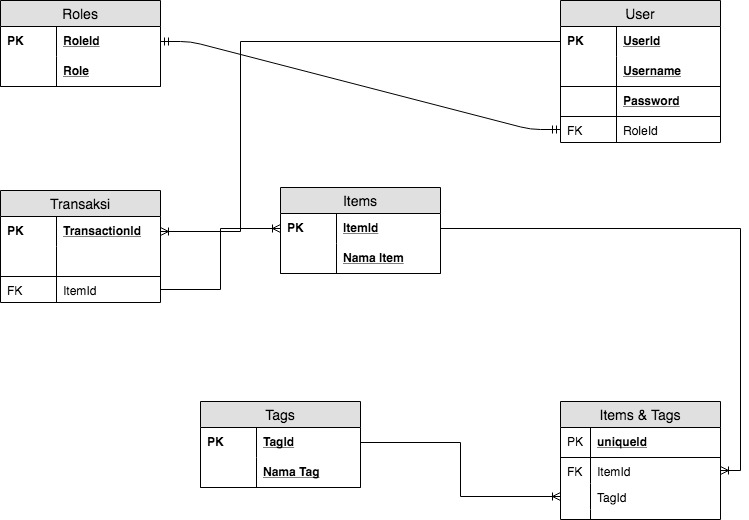 Roles
PK RoleId
Role
User
PK UserId
Username
Password
FK RoleId
Transaksi
PK TransactionId
FK ItemId
Items
PK ItemId
Nama Item
Tags
PK TagId
Nama Tag
Items & Tags
PK uniqueId
FK ItemId
TagId